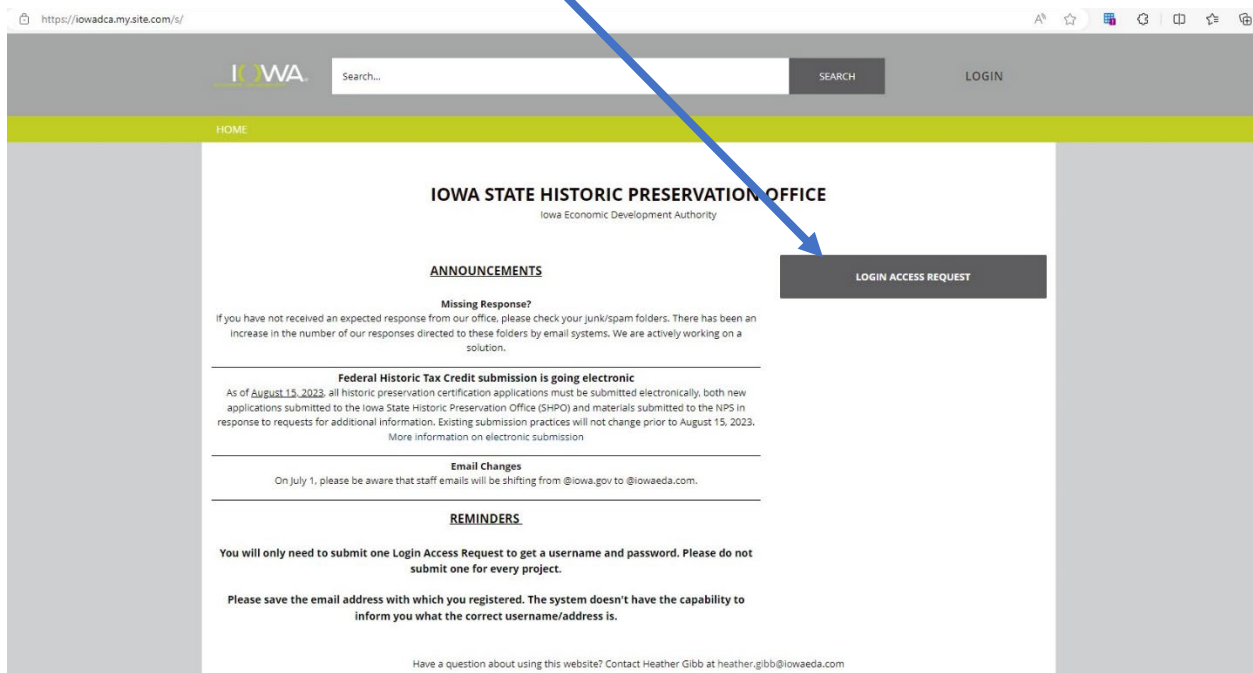 https://iowadca.my.site.com/s/
IOWA
Search...
SEARCH
LOGIN
HOME
IOWA STATE HISTORIC PRESERVATION OFFICE
Iowa Economic Development Authority
LOGIN ACCESS REQUEST
ANNOUNCEMENTS
Missing Response?
If you have not received an expected response from our office, please check your junk/spam folders. There has been an
increase in the number of our responses directed to these folders by email systems. We are actively working on a
solution.
Federal Historic Tax Credit submission is going electronic
As of August 15, 2023, all historic preservation certification applications must be submitted electronically, both new
applications submitted to the Iowa State Historic Preservation Office (SHPO) and materials submitted to the NPS in
response to requests for additional information. Existing submission practices will not change prior to August 15, 2023.
More information on electronic submission
Email Changes
On July 1, please be aware that staff emails will be shifting from @iowa.gov to @iowaeda.com.
REMINDERS
You will only need to submit one Login Access Request to get a username and password. Please do not
submit one for every project.
Please save the email address with which you registered. The system doesn't have the capability to
inform you what the correct username/address is.
Have a question about using this website? Contact Heather Gibb at heather.gibb@iowaeda.com